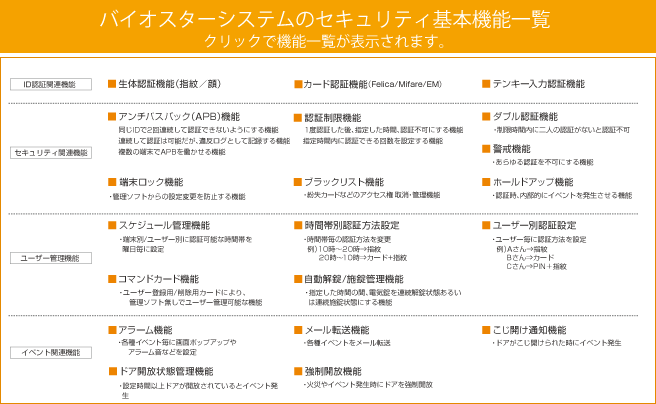 バイオスターシステムのセキュリティ基本機能一覧
クリックで機能一覧が表示されます。
ID認証関連機能
■生体認証機能(指紋／顔)
■カード認証機能(Felica/Mifare/EM)
■テンキー入力認証機能
セキュリティ関連機能
■アンチパスバック(APB)機能
同じIDで2回連続して認証できないようにする機能
連続して認証は可能だが、違反ログとして記録する機能
複数の端末でAPBを働かせる機能
■認証制限機能
1度認証した後、指定した時間、認証不可にする機能
指定時間内に認証できる回数を設定する機能
■ダブル認証機能
・制限時間内に二人の認証がないと認証不可
■警戒機能
・あらゆる認証を不可にする機能
■端末ロック機能
・管理ソフトからの設定変更を防止する機能
■ブラックリスト機能
・紛失カードなどのアクセス権 取消・管理機能
■ホールドアップ機能
・認証時、内部的にイベントを発生させる機能
ユーザー管理機能
■スケジュール管理機能
・端末別/ユーザー別に認証可能な時間帯を
曜日毎に設定
■時間帯別認証方法設定
・時間帯毎の認証方法を変更
例)10時～20時→指紋
20時～10時⇒カード+指紋
■ユーザー別認証設定
・ユーザー毎に認証方法を設定
例)Aさん⇒指紋
Bさん⇒カード
Cさん⇒PIN＋指紋
■コマンドカード機能
・ユーザー登録用/削除用カードにより、
管理ソフト無しでユーザー管理可能な機能
■自動解錠/施錠管理機能
・指定した時間の間、電気錠を連続解錠状態あるい
は連続施錠状態にする機能
イベント関連機能
■アラーム機能
・各種イベント毎に画面ポップアップや
アラーム音などを設定
■メール転送機能
・各種イベントをメール転送
■こじ開け通知機能
・ドアがこじ開けられた時にイベント発生
■ドア開放状態管理機能
・設定時間以上ドアが開放されているとイベント発
生
■強制開放機能
・火災やイベント発生時にドアを強制開放